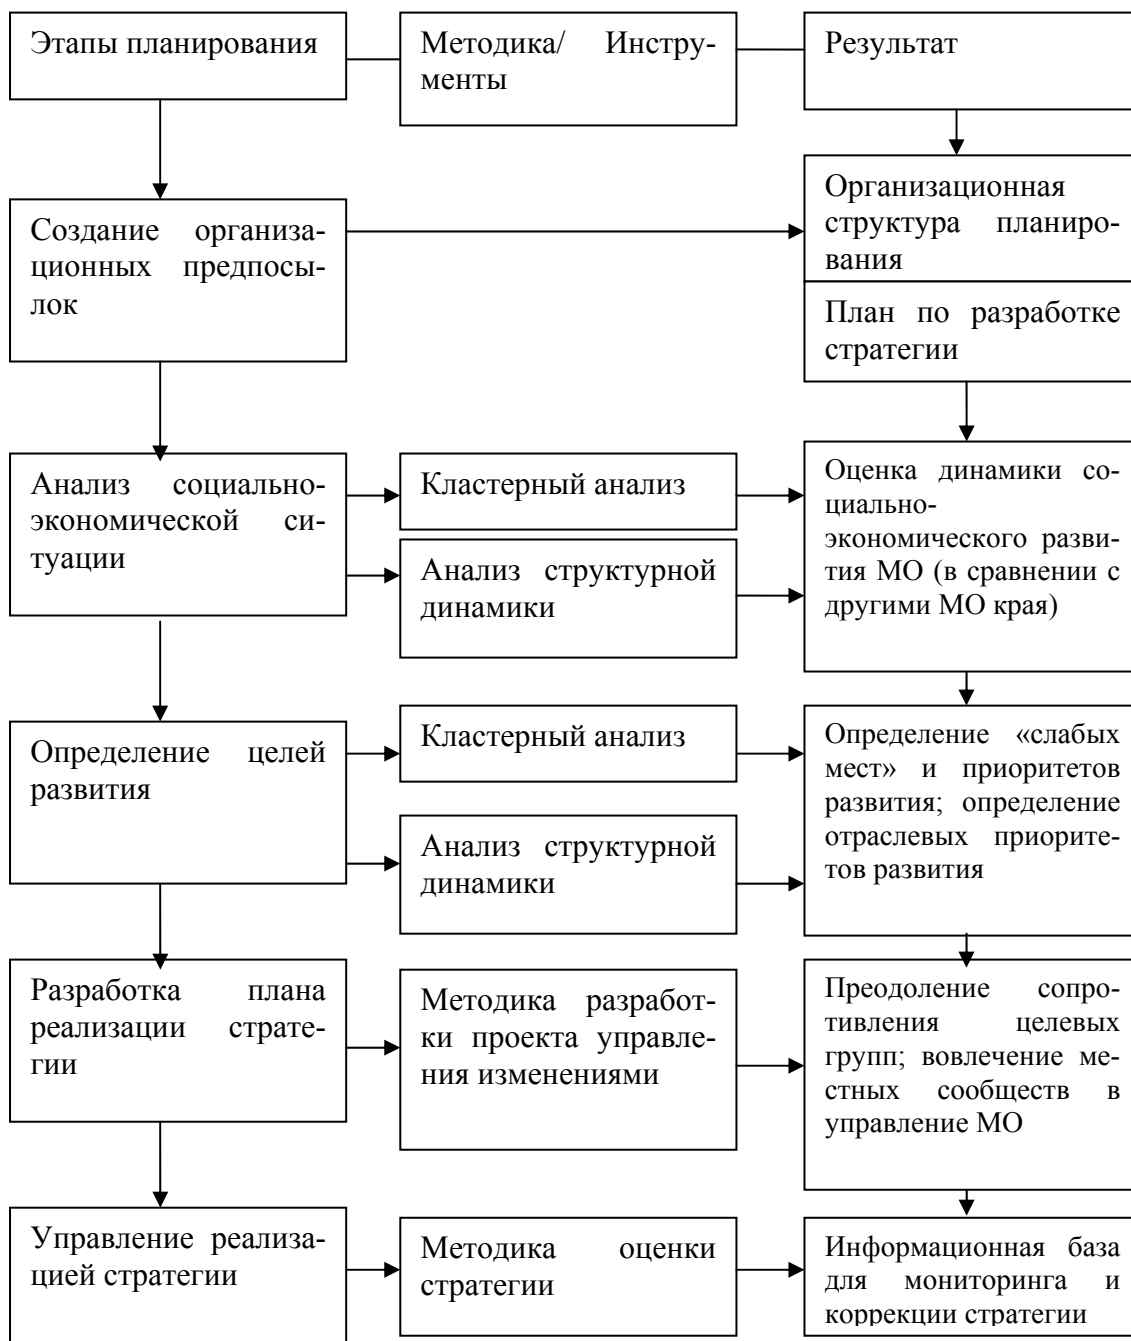 Этапы планирования
Методика/ Инстру-
менты
Результат
Создание организа-
ционных предпосы-
лок
Организационная
структура планиро-
вания
План по разработке
стратегии
Анализ социально-
экономической си-
туации
Кластерный анализ
Анализ структурной
динамики
Оценка динамики со-
циально-
экономического разви-
тия МО (в сравнении с
другими МО края)
Определение целей
развития
Кластерный анализ
Анализ структурной
динамики
Определение «слабых
мест» и приоритетов
развития; определение
отраслевых приорите-
тов развития
Разработка плана
реализации страте-
гии
Методика разработ-
ки проекта управле-
ния изменениями
Преодоление сопро-
тивления целевых
групп; вовлечение ме-
стных сообществ в
управление МО
Управление реализа-
цией стратегии
Методика оценки
стратегии
Информационная база
для мониторинга и
коррекции стратегии